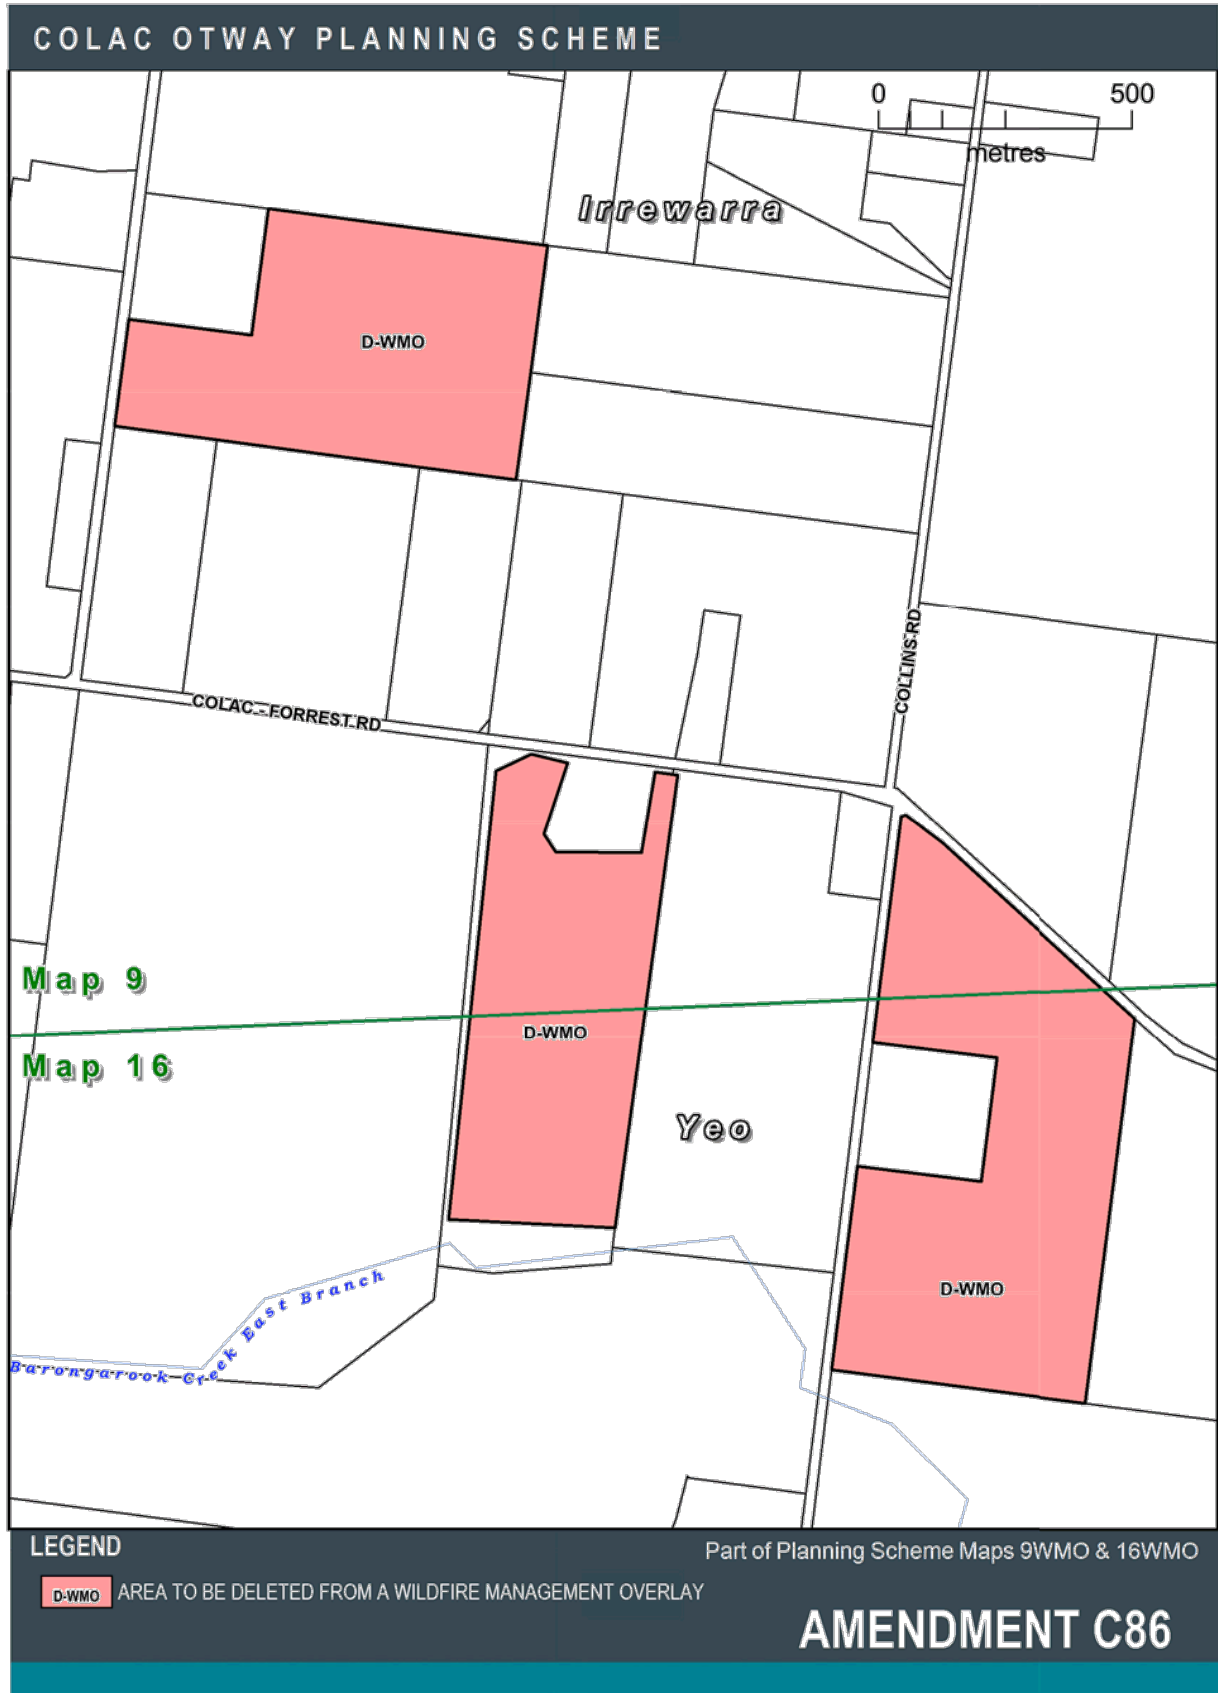 COLAC OTWAY PLANNING SCHEME
0 500
metres
Irrewarra
D-WMO
COLLINS RD
COLAC - FORREST RD
Map 9
D-WMO
Map 16
Yeo
D-WMO
Barongarook Creek East Branch
LEGEND
Part of Planning Scheme Maps 9WMO & 16WMO
D-WMO AREA TO BE DELETED FROM A WILDFIRE MANAGEMENT OVERLAY
AMENDMENT C86